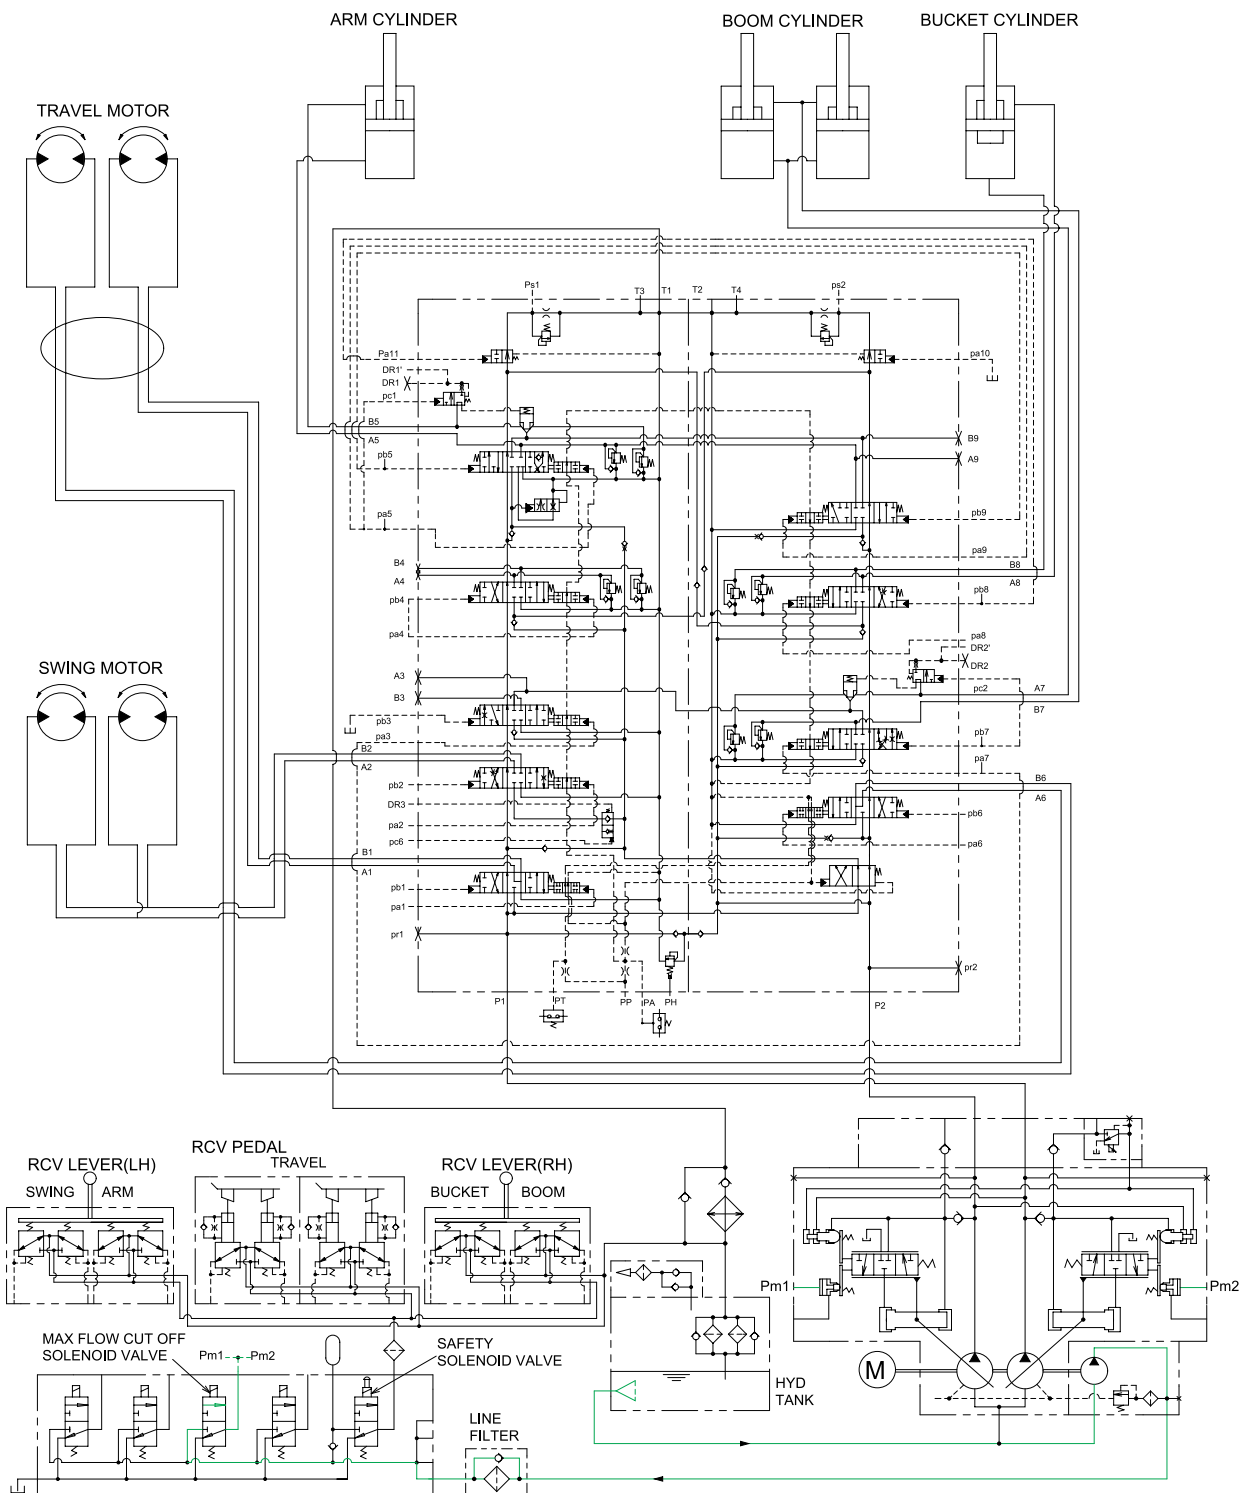 ARM CYLINDER
BOOM CYLINDER
BUCKET CYLINDER
TRAVEL MOTOR
Ps1
T3
T1
T2
T4
ps2
Pa11
pa10
DR1'
DR1
pc1
B5
A5
B9
A9
pb5
pa5
pb9
pa9
B4
A4
B8
A8
pb4
pb8
pa4
pa8
DR2'
DR2
SWING MOTOR
A3
B3
pc2
A7
B7
pb3
pa3
pb7
pa7
B2
A2
B6
A6
pb2
DR3
pa2
pc6
pb6
pa6
B1
A1
pb1
pa1
pr1
pr2
P1
PT
PP
PA
PH
P2
RCV LEVER(LH)
SWING
ARM
RCV PEDAL
TRAVEL
RCV LEVER(RH)
BUCKET
BOOM
Pm1
Pm2
MAX FLOW CUT OFF
SOLENOID VALVE
Pm1
Pm2
SAFETY
SOLENOID VALVE
M
HYD
TANK
LINE
FILTER